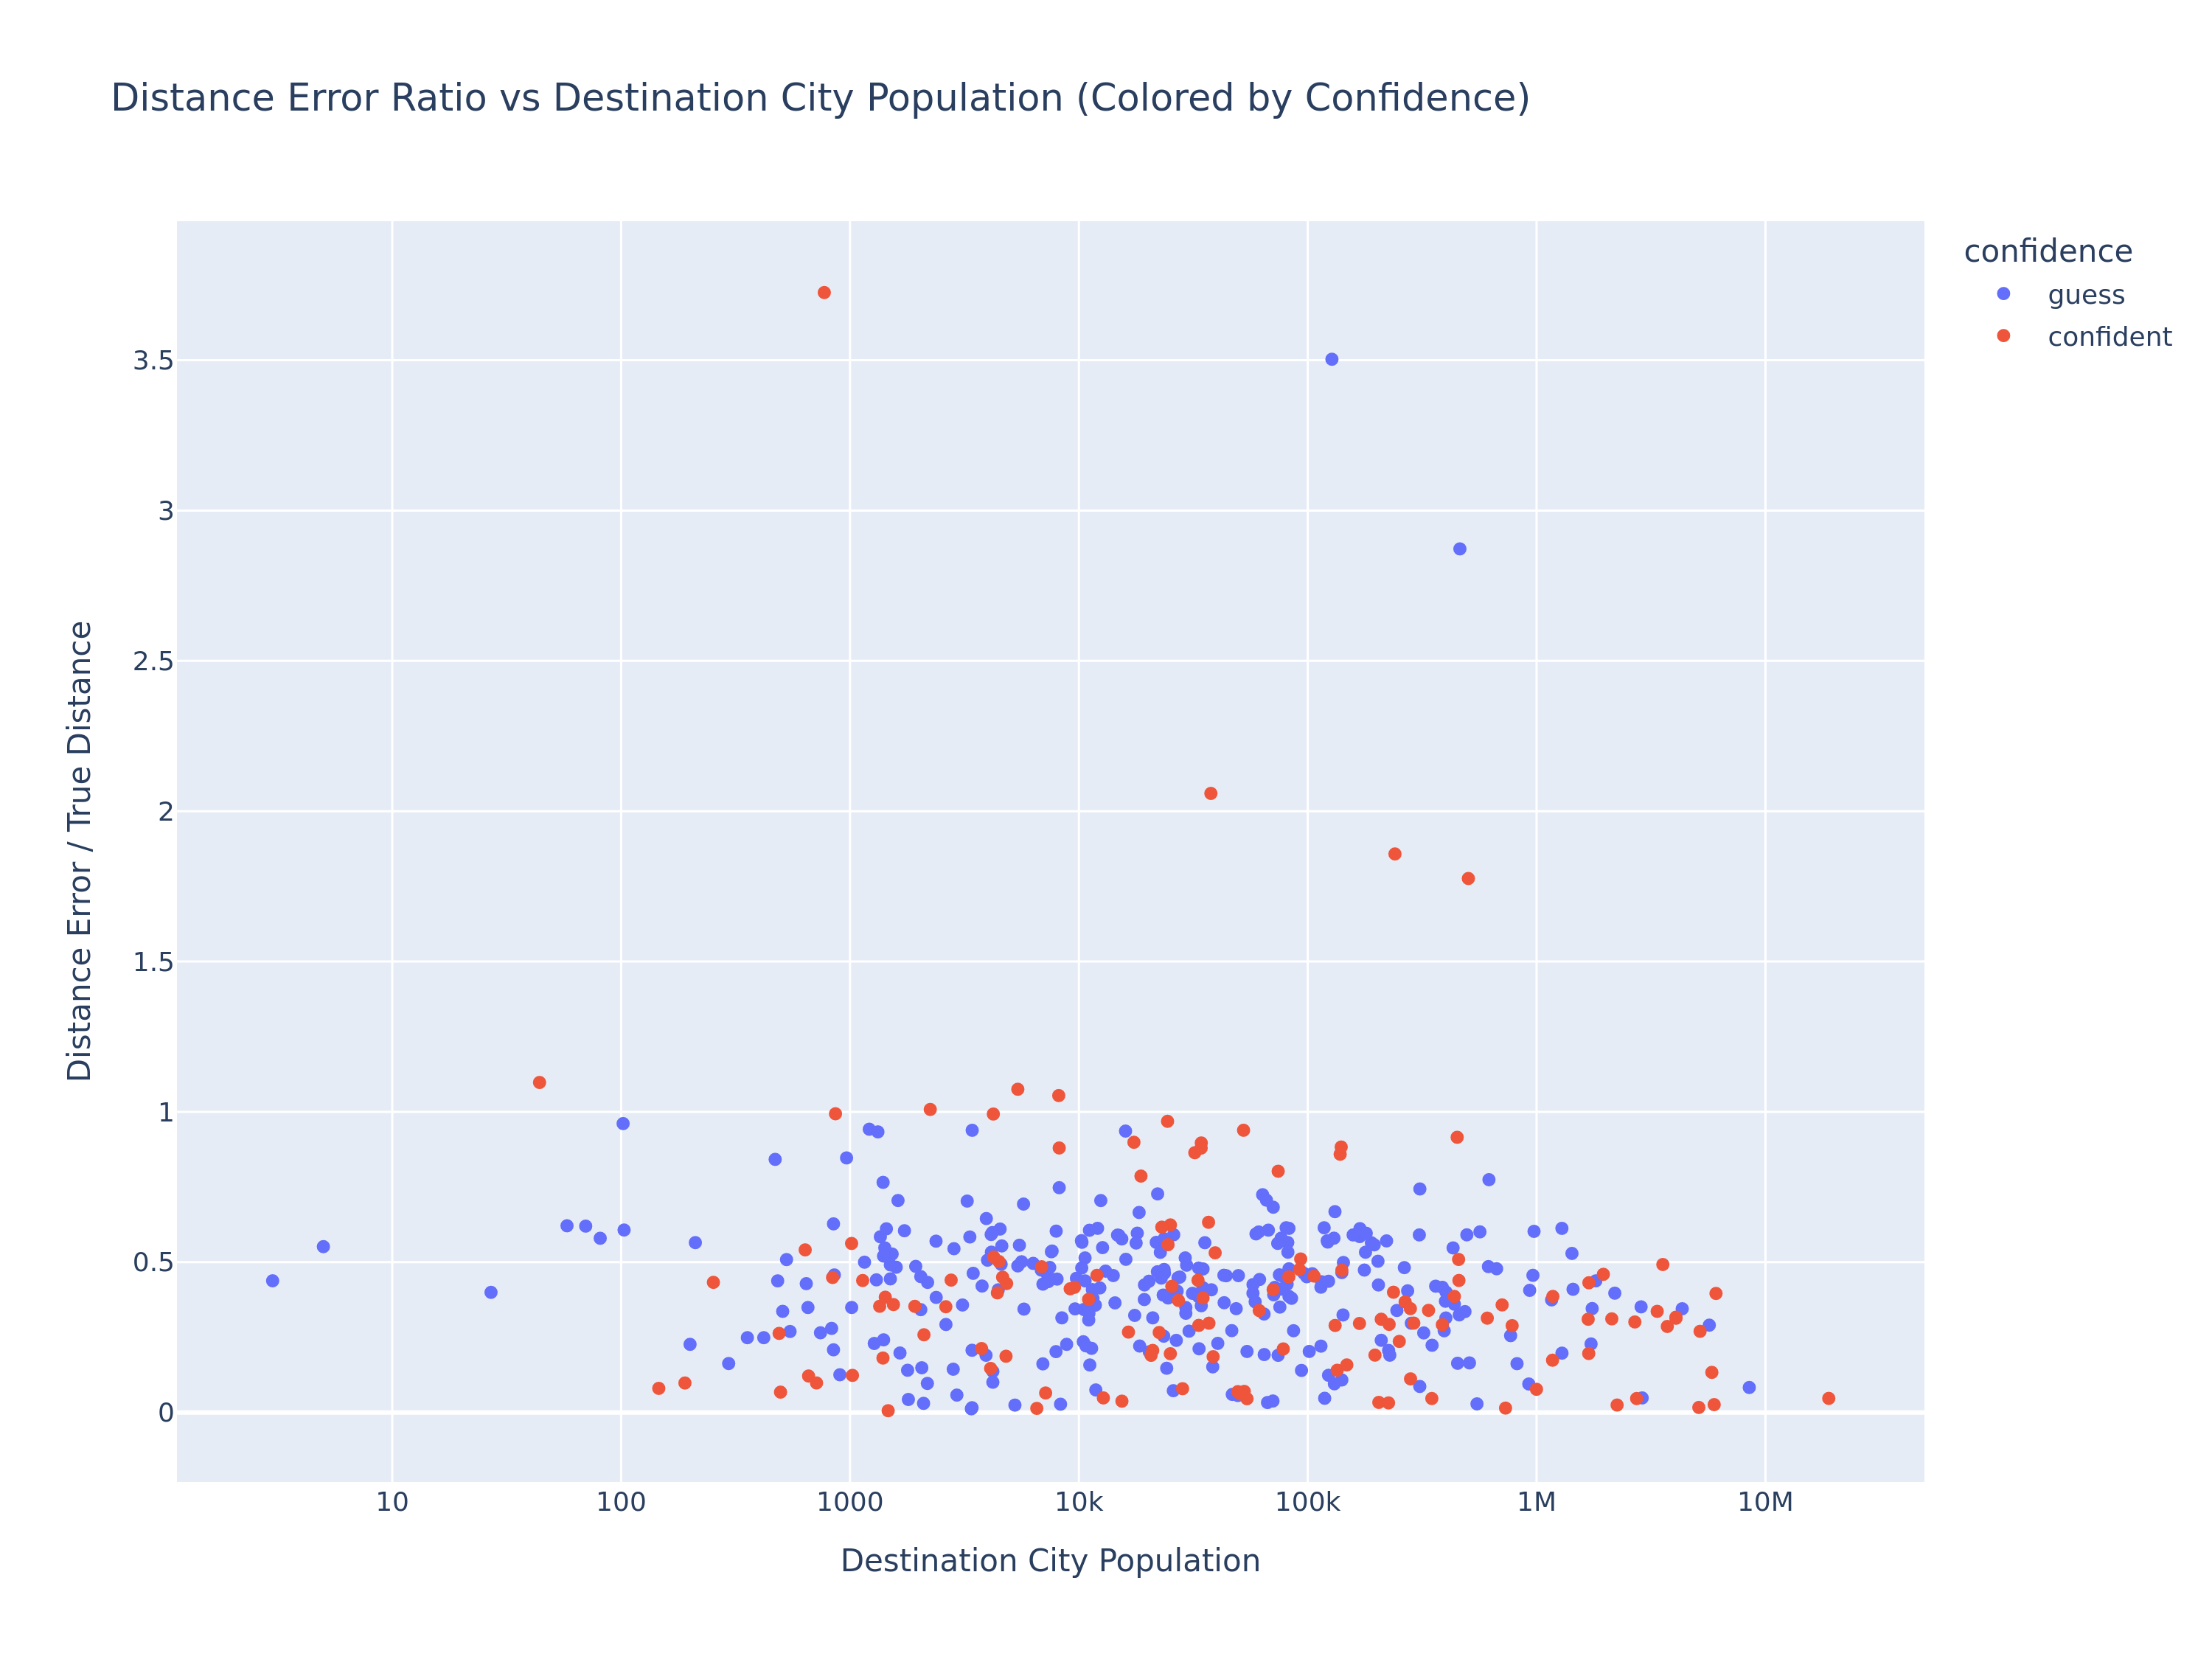 Distance Error Ratio vs Destination City Population (Colored by Confidence)
confidence
guess
confident
3.5
3
2.5
2
1.5
1
0.5
0
Distance Error / True Distance
10
100
1000
10k
100k
1M
10M
Destination City Population